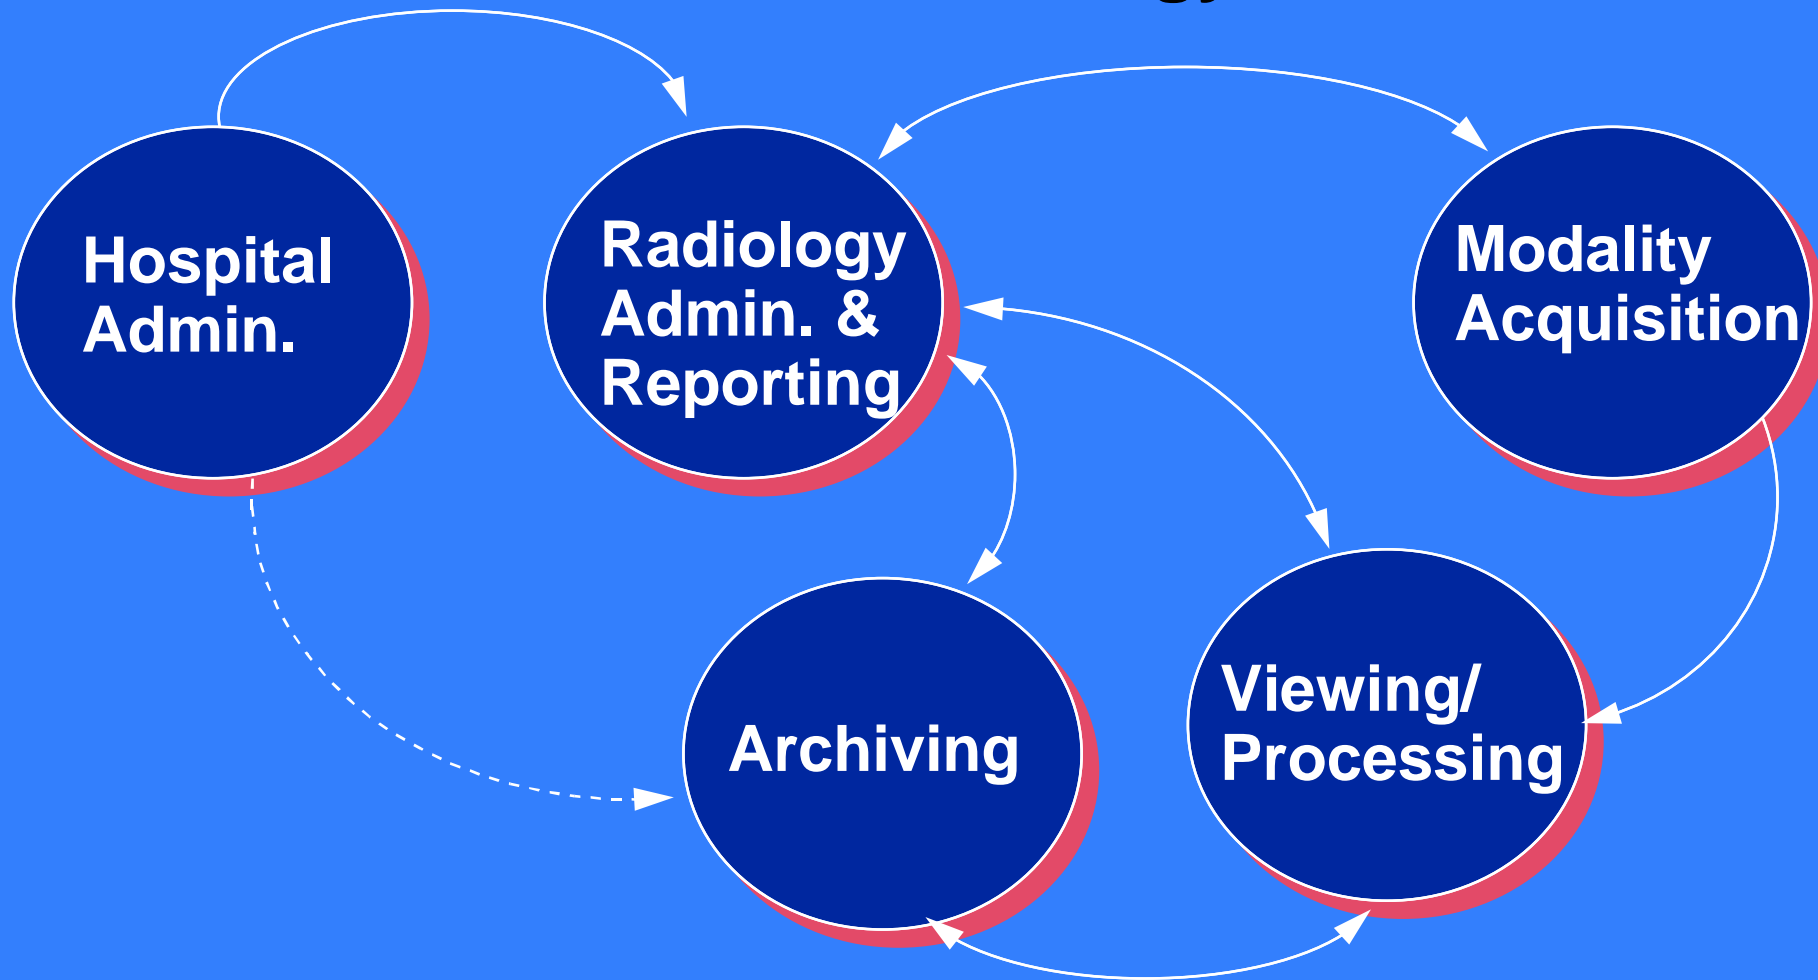 Hospital
Admin.
Radiology
Admin. &
Reporting
Modality
Acquisition
Archiving
Viewing/
Processing